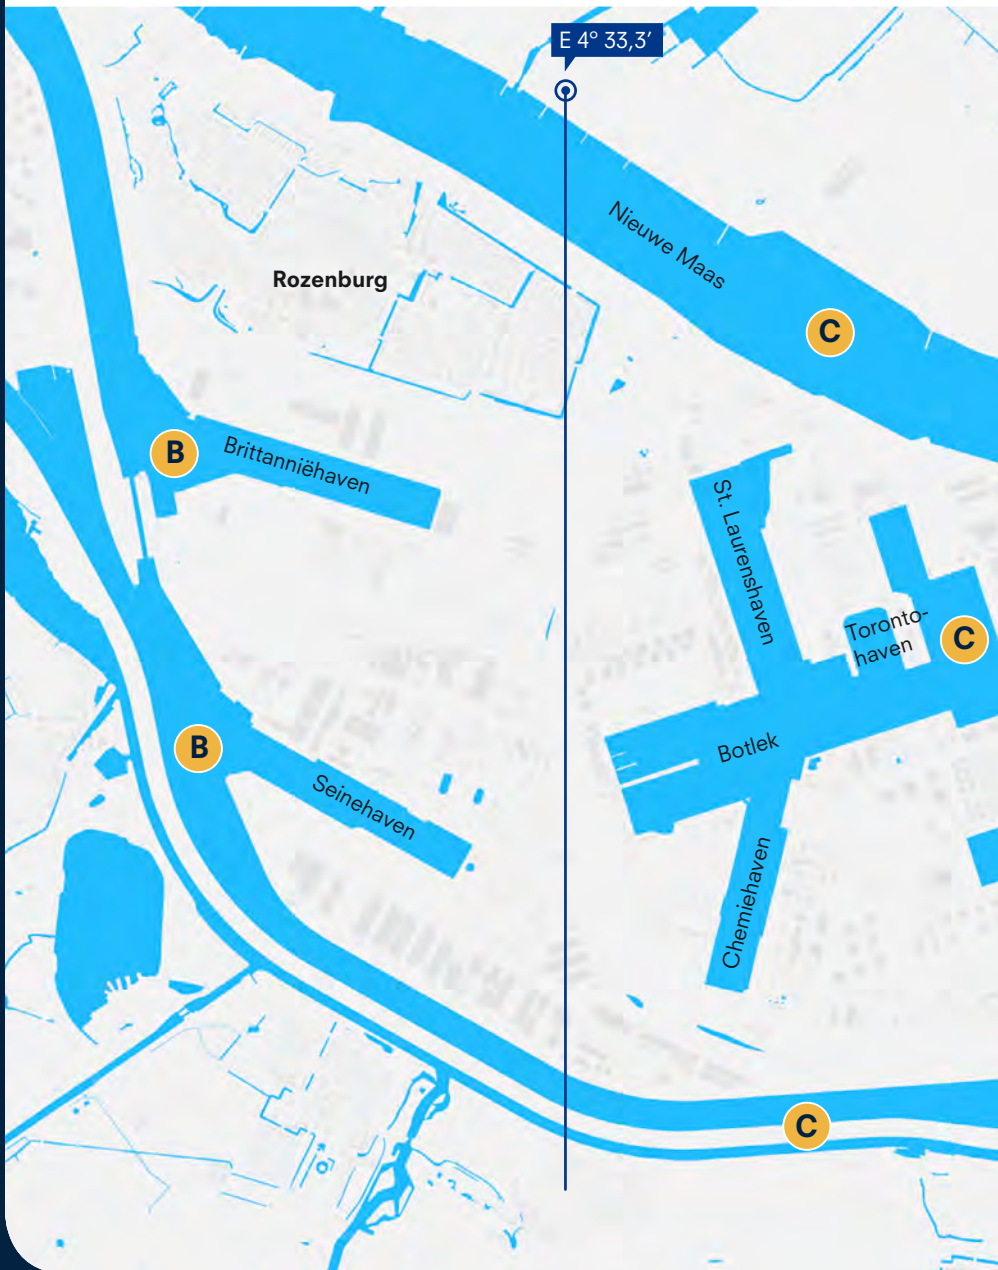 E 4° 33,3′
Nieuwe Maas
Rozenburg
C
B
Brittanniëhaven
St. Laurenshaven
Toronto-
haven
C
B
Botlek
Seinehaven
Chemiehaven
C